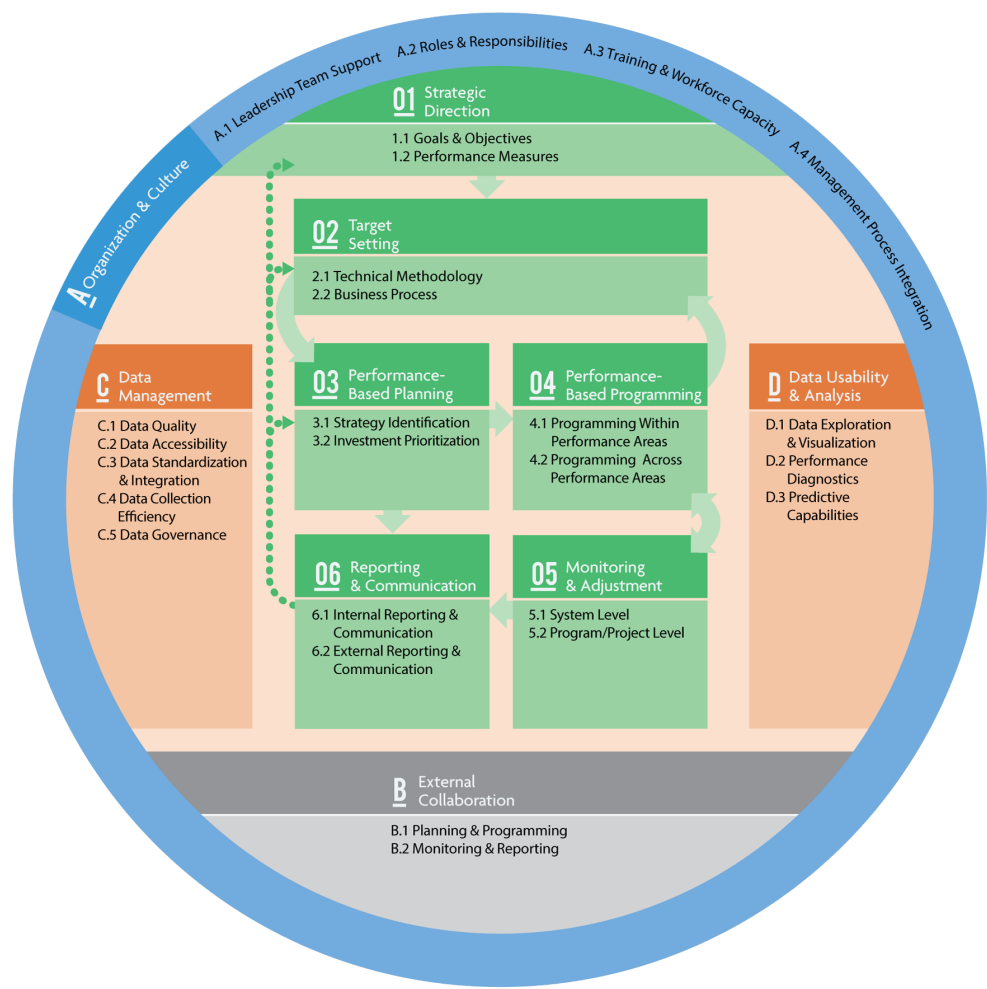 A.1 Leadership Team Support
A.2 Roles & Responsibilities
A.3 Training & Workforce Capacity
A.4 Management Process Integration
A Organization & Culture
01 Strategic
Direction
1.1 Goals & Objectives
1.2 Performance Measures
02 Target
Setting
2.1 Technical Methodology
2.2 Business Process
C Data
Management
C.1 Data Quality
C.2 Data Accessibility
C.3 Data Standardization
& Integration
C.4 Data Collection
Efficiency
C.5 Data Governance
03 Performance-
Based Planning
3.1 Strategy Identification
3.2 Investment Prioritization
04 Performance-
Based Programming
4.1 Programming Within
Performance Areas
4.2 Programming Across
Performance Areas
D Data Usability
& Analysis
D.1 Data Exploration
& Visualization
D.2 Performance
Diagnostics
D.3 Predictive
Capabilities
06 Reporting
& Communication
6.1 Internal Reporting &
Communication
6.2 External Reporting &
Communication
05 Monitoring
& Adjustment
5.1 System Level
5.2 Program/Project Level
B External
Collaboration
B.1 Planning & Programming
B.2 Monitoring & Reporting